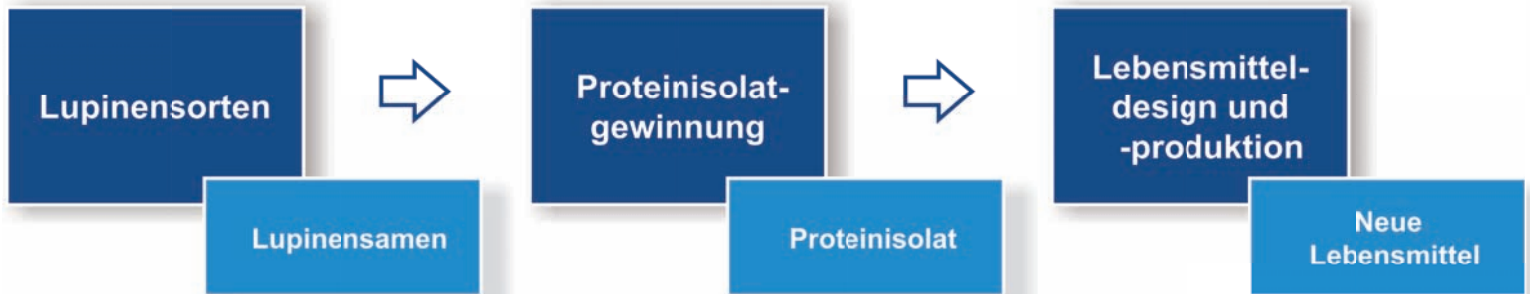 Lupinensorten
Lupinensamen
Proteinisolat-
gewinnung
Proteinisolat
Lebensmittel-
design und
-produktion
Neue
Lebensmittel